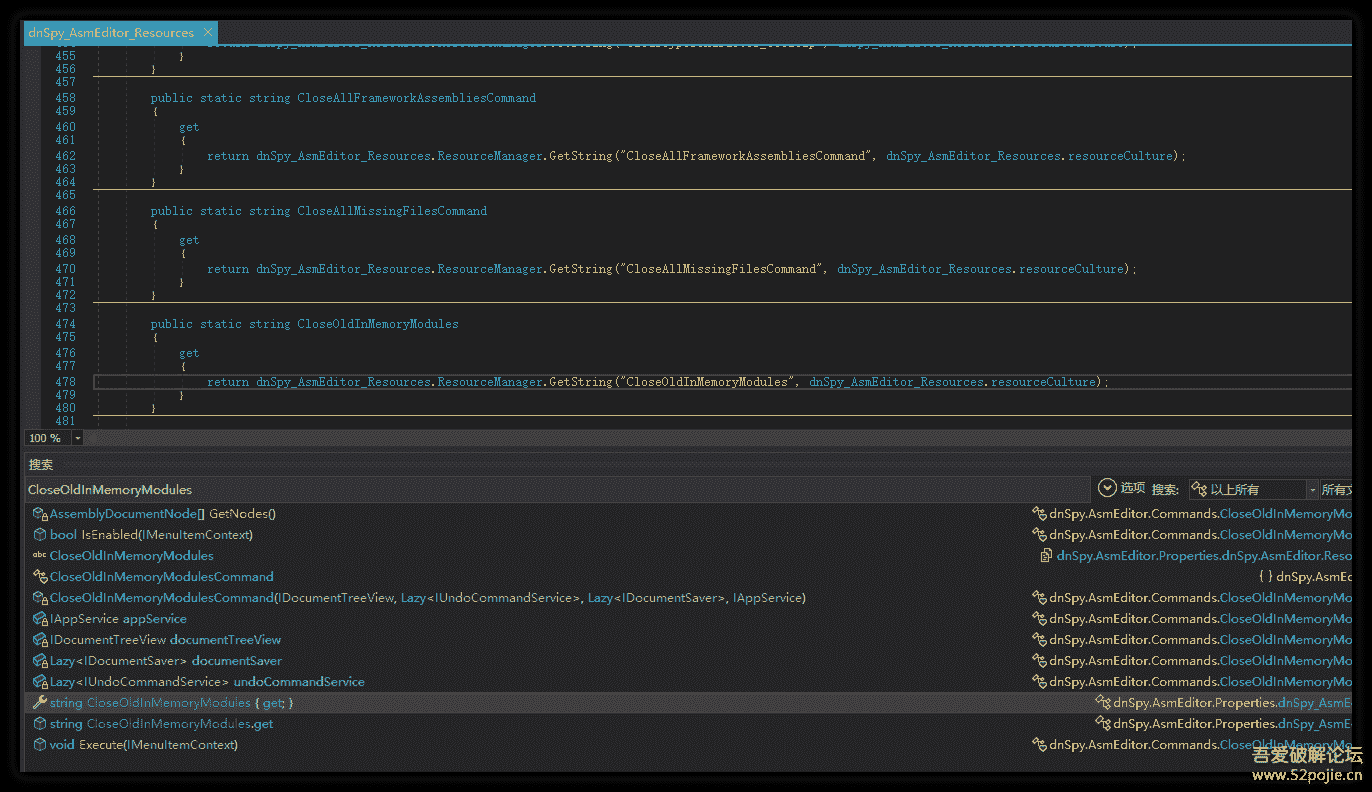 dnSpy_AsmEditor_Resources ×
455 }
456 }
457
458 public static string CloseAllFrameworkAssembliesCommand
459 {
460 get
461 {
462 return dnSpy_AsmEditor_Resources.ResourceManager.GetString("CloseAllFrameworkAssembliesCommand", dnSpy_AsmEditor_Resources.resourceCulture);
463 }
464 }
465
466 public static string CloseAllMissingFilesCommand
467 {
468 get
469 {
470 return dnSpy_AsmEditor_Resources.ResourceManager.GetString("CloseAllMissingFilesCommand", dnSpy_AsmEditor_Resources.resourceCulture);
471 }
472 }
473
474 public static string CloseOldInMemoryModules
475 {
476 get
477 {
478 return dnSpy_AsmEditor_Resources.ResourceManager.GetString("CloseOldInMemoryModules", dnSpy_AsmEditor_Resources.resourceCulture);
479 }
480 }
481
100 %
搜索
CloseOldInMemoryModules 选项 搜索: 以上所有 所有文
AssemblyDocumentNode[] GetNodes() dnSpy.AsmEditor.Commands.CloseOldInMemoryMo
bool IsEnabled(IMenuItemContext) dnSpy.AsmEditor.Commands.CloseOldInMemoryMo
abc CloseOldInMemoryModules dnSpy.AsmEditor.Properties.dnSpy.AsmEditor.Reso
CloseOldInMemoryModulesCommand { } dnSpy.AsmEd
CloseOldInMemoryModulesCommand(IDocumentTreeView, Lazy<IUndoCommandService>, Lazy<IDocumentSaver>, IAppService) dnSpy.AsmEditor.Commands.CloseOldInMemoryMo
IAppService appService dnSpy.AsmEditor.Commands.CloseOldInMemoryMo
IDocumentTreeView documentTreeView dnSpy.AsmEditor.Commands.CloseOldInMemoryMo
Lazy<IDocumentSaver> documentSaver dnSpy.AsmEditor.Commands.CloseOldInMemoryMo
Lazy<IUndoCommandService> undoCommandService dnSpy.AsmEditor.Commands.CloseOldInMemoryMo
string CloseOldInMemoryModules { get; } dnSpy.AsmEditor.Properties.dnSpy_AsmE
string CloseOldInMemoryModules.get dnSpy.AsmEditor.Properties.dnSpy_AsmE
void Execute(IMenuItemContext) dnSpy.AsmEditor.Commands.CloseOldInMemoryMo
吾爱破解论坛
www.52pojie.cn